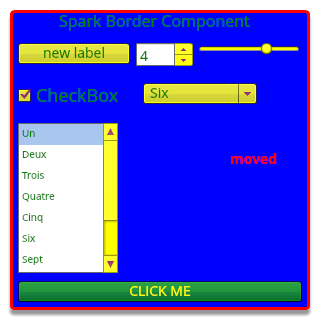 Spark Border Component
new label
4
CheckBox
Six
Un
Deux
Trois
Quatre
Cinq
Six
Sept
moved
CLICK ME